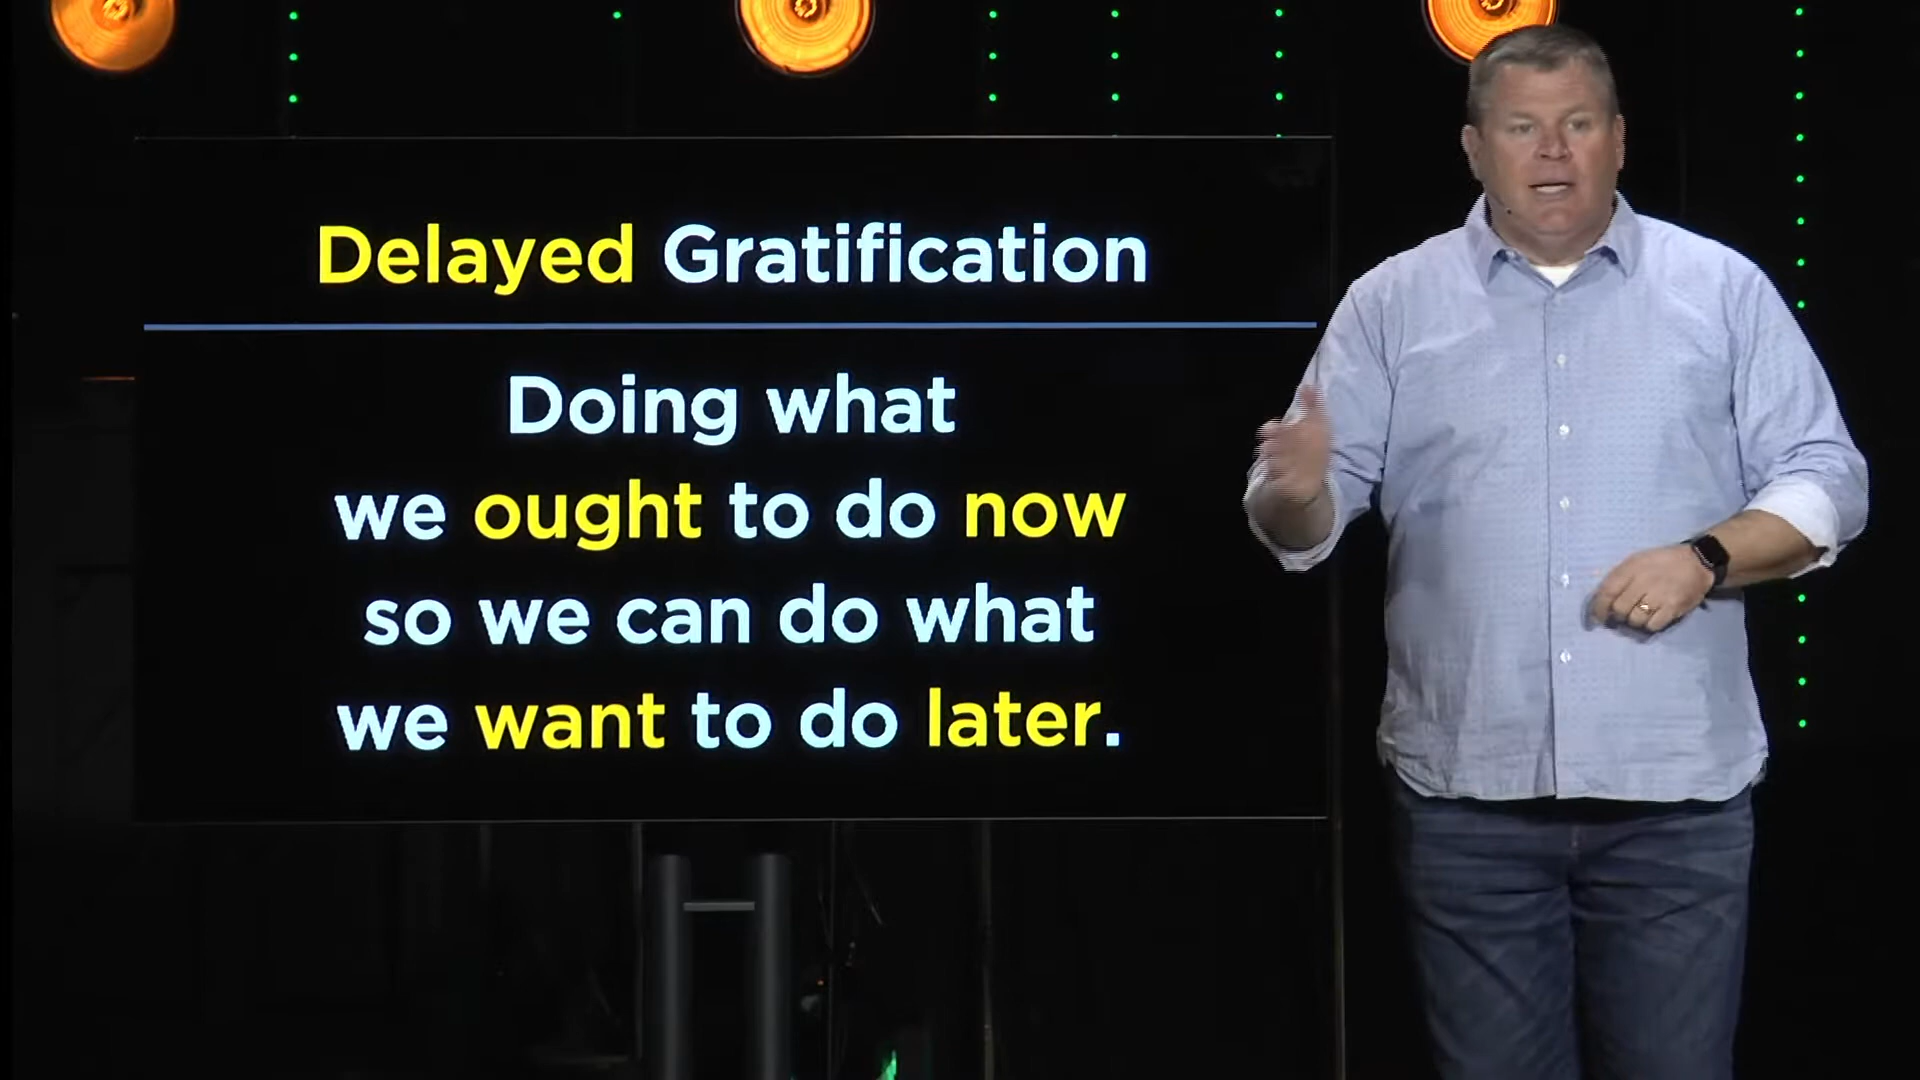 Delayed Gratification
Doing what
we ought to do now
so we can do what
we want to do later.